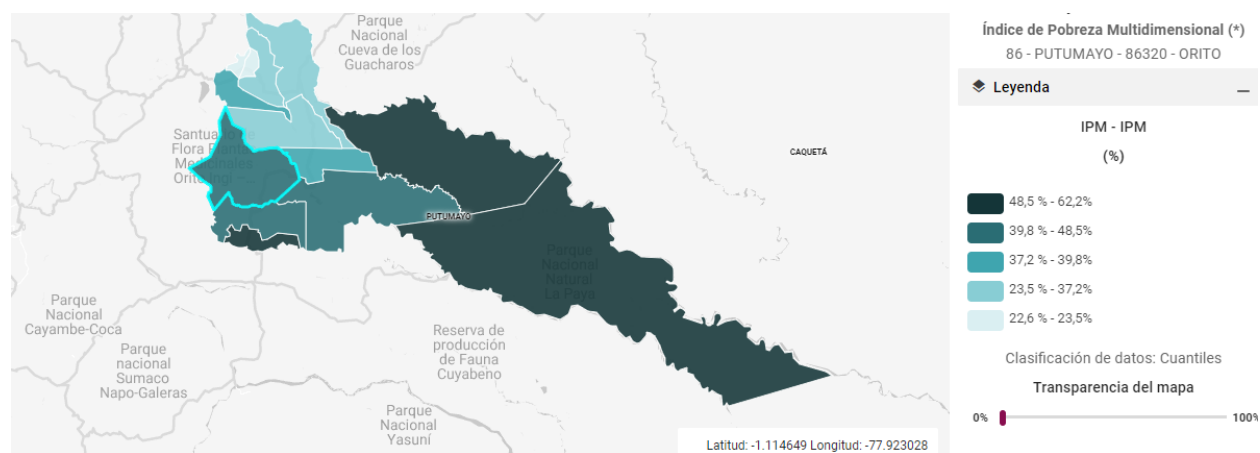 Parque
Nacional
Cueva de los
Guacharos
Flora
Medicinales
CAQUETÁ
PUTUMAYO
Parque
Nacional
Natural
La Paya
Parque
Nacional
Cayambe-Coca
Parque
nacional
Sumaco
Napo-Galeras
Reserva de
producción
de Fauna
Cuyabeno
Parque
Nacional
Yasuní
Latitud: -1.114649 Longitud: -77.923028
Índice de Pobreza Multidimensional (*)
86 - PUTUMAYO - 86320 - ORITO
Leyenda
IPM - IPM
(%)
48,5 % - 62,2%
39,8 % - 48,5%
37,2 % - 39,8%
23,5 % - 37,2%
22,6 % - 23,5%
Clasificación de datos: Cuantiles
Transparencia del mapa
0% 100%